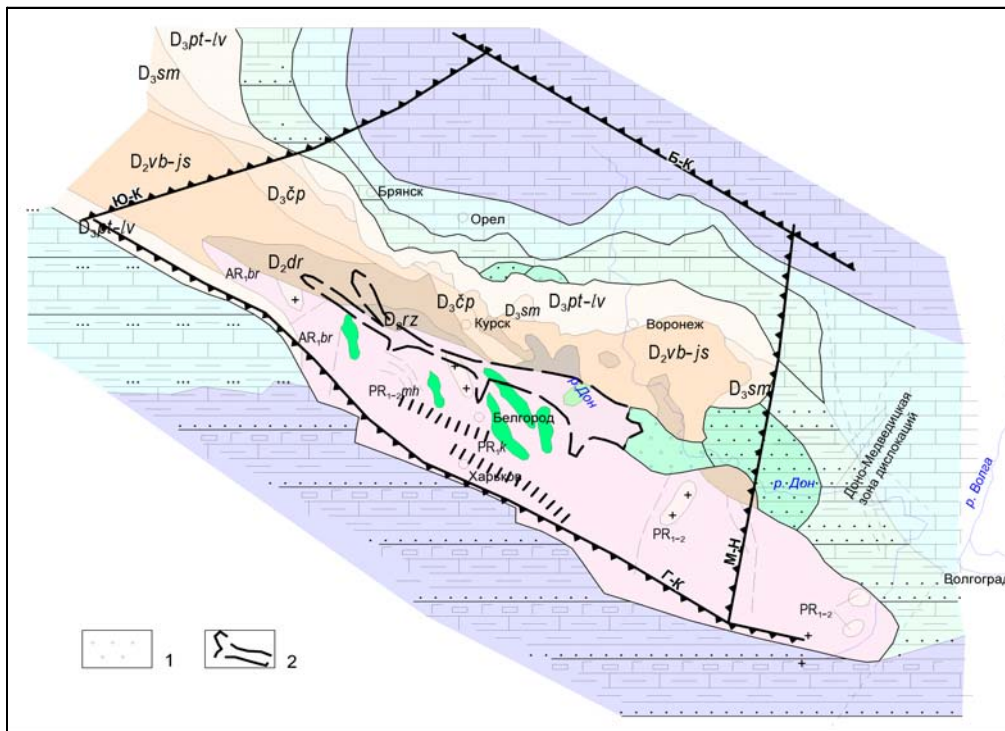 D₃pt-lv
D₃sm
D₂vb-js
Б-К
Ю-К
D₃čp
Брянск
Орел
D₃pt-lv
D₂dr
AR₁br
D₃čp
D₃sm
D₃pt-lv
D₂rz
Курск
Воронеж
D₂vb-js
AR₁br
D₃sm
PR₁₋₂mh
р. Дон
Белгород
PR₁k
Харьков
р. Дон
Доно-Медведицкая
зона дислокаций
р. Волга
PR₁₋₂
М-Н
Г-К
Волгоград
PR₁₋₂
1
2